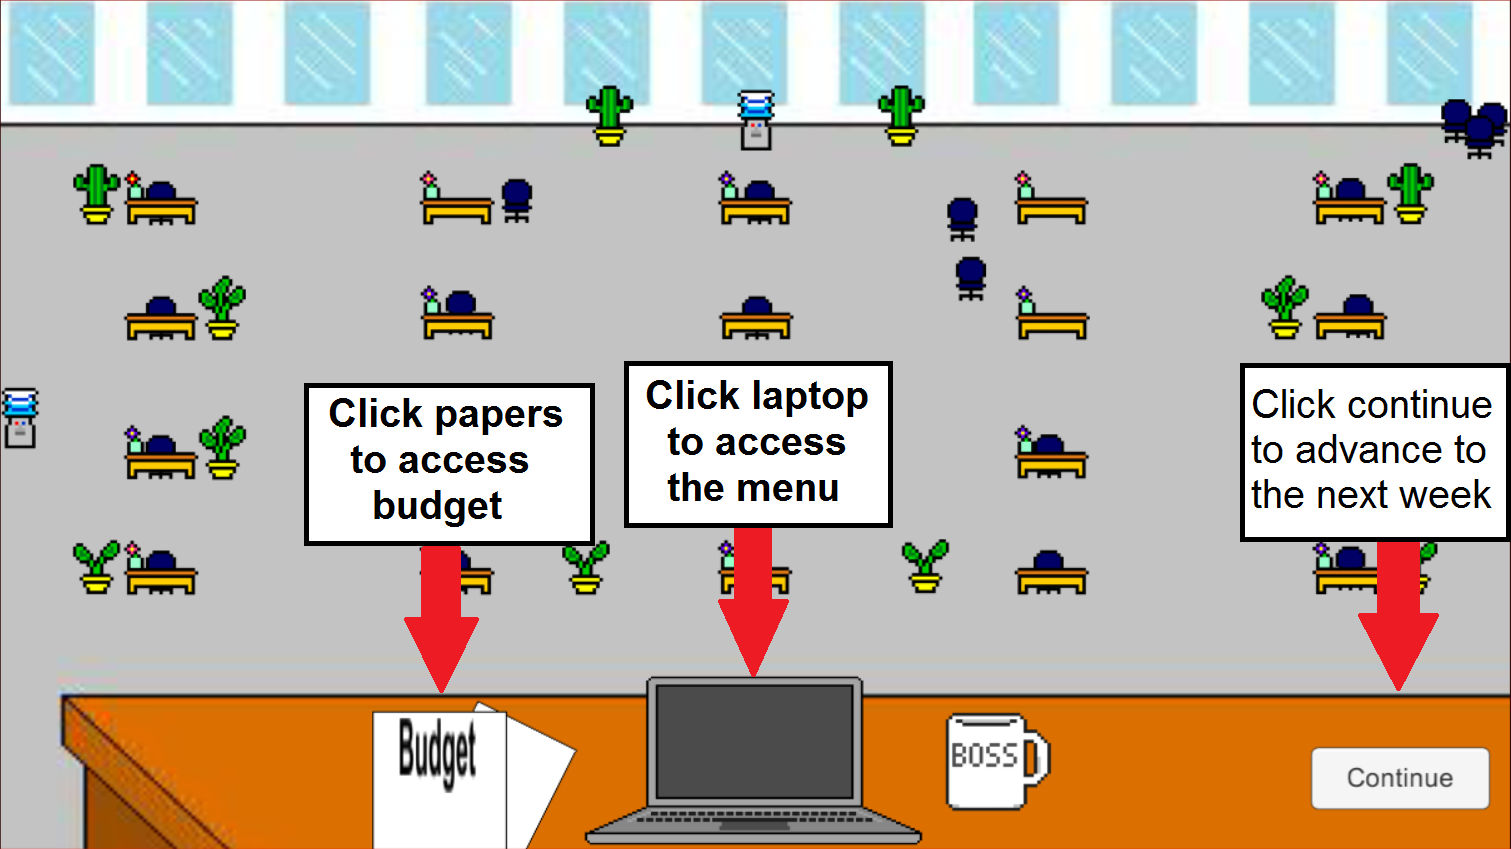 Click papers
to access
budget
Click laptop
to access
the menu
Click continue
to advance to
the next week
Budget
BOSS
Continue